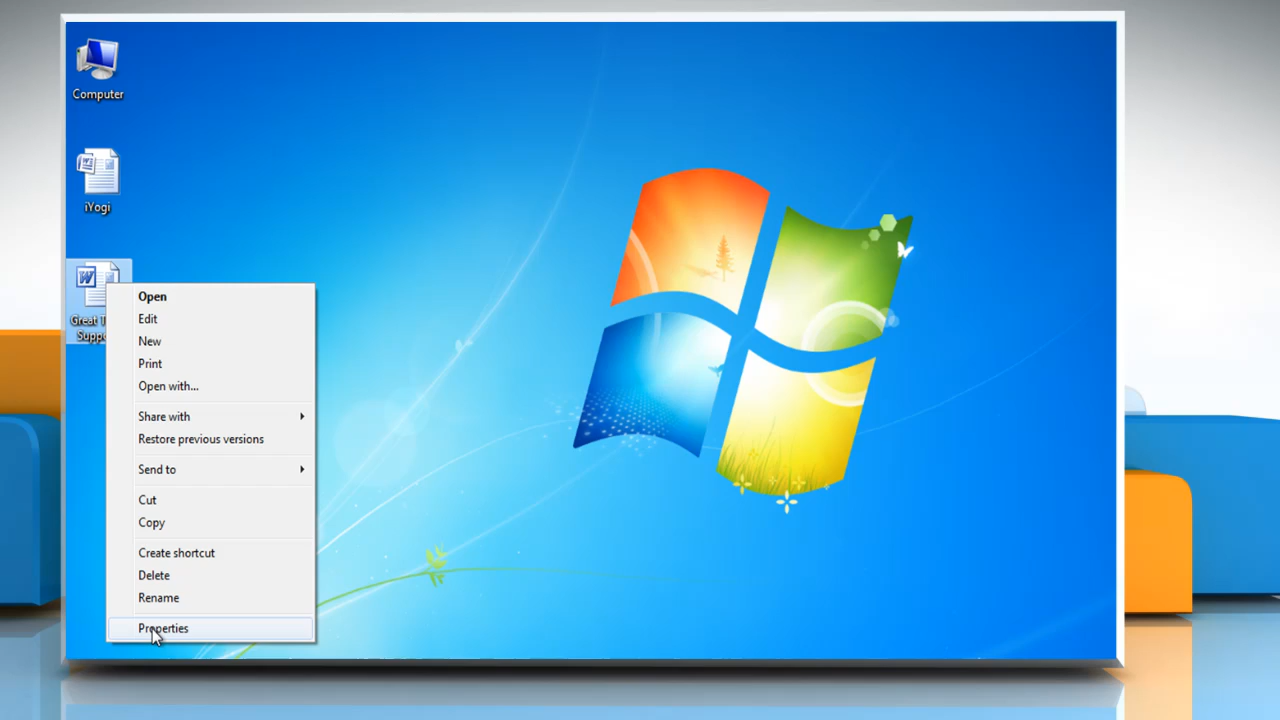 Computer
iYogi
Great
Open
Edit
New
Print
Open with...
Share with
Restore previous versions
Send to
Cut
Copy
Create shortcut
Delete
Rename
Properties